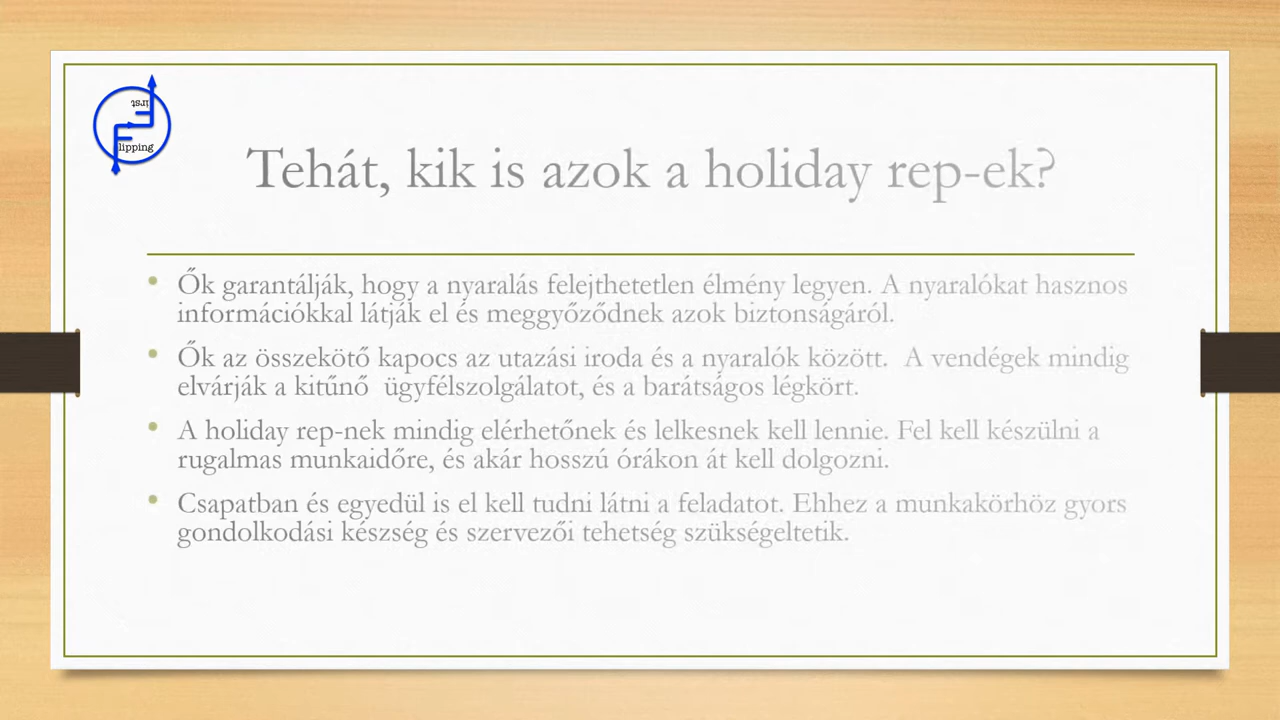 irst
lipping
Tehát, kik is azok a holiday rep-ek?
• Ők garantálják, hogy a nyaralás felejthetetlen élmény legyen. A nyaralókat hasznos
információkkal látják el és meggyőződnek azok biztonságáról.
• Ők az összekötő kapocs az utazási iroda és a nyaralók között.  A vendégek mindig
elvárják a kitűnő  ügyfélszolgálatot, és a barátságos légkört.
• A holiday rep-nek mindig elérhetőnek és lelkesnek kell lennie. Fel kell készülni a
rugalmas munkaidőre, és akár hosszú órákon át kell dolgozni.
• Csapatban és egyedül is el kell tudni látni a feladatot. Ehhez a munkakörhöz gyors
gondolkodási készség és szervezői tehetség szükségeltetik.